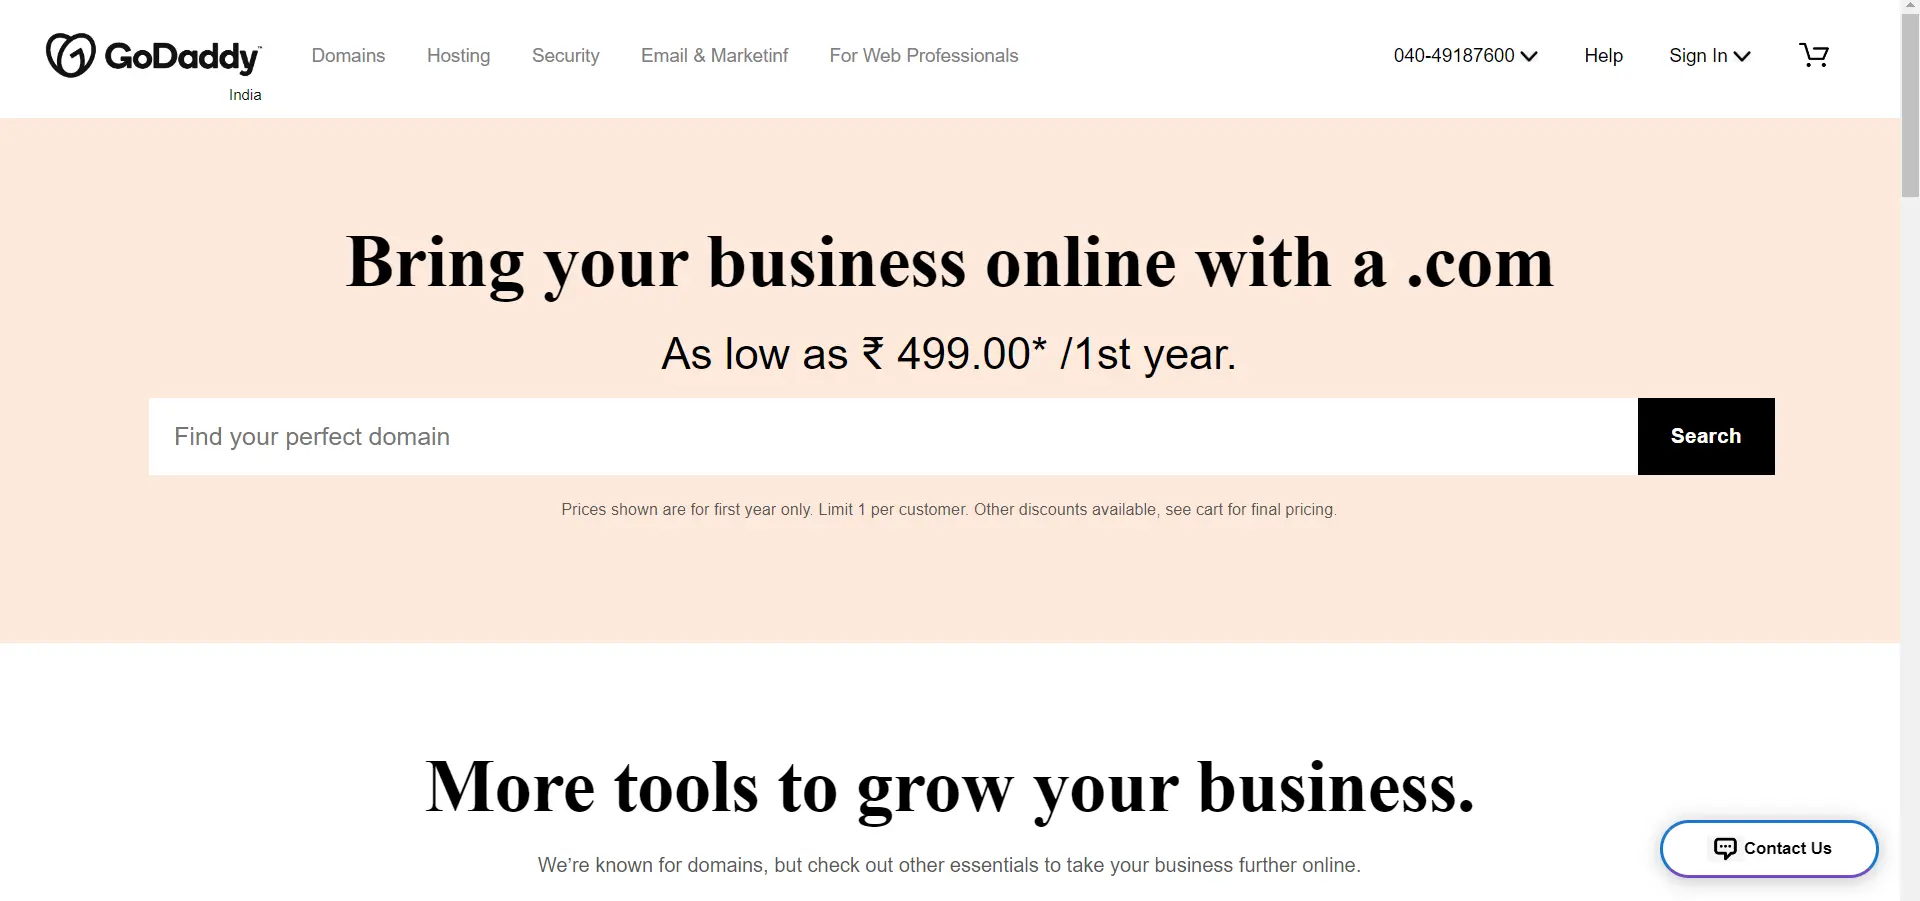 GoDaddy™
India
Domains
Hosting
Security
Email & Marketinf
For Web Professionals
040-49187600
Help
Sign In
Bring your business online with a .com
As low as ₹ 499.00* /1st year.
Find your perfect domain
Search
Prices shown are for first year only. Limit 1 per customer. Other discounts available, see cart for final pricing.
More tools to grow your business.
We’re known for domains, but check out other essentials to take your business further online.
Contact Us